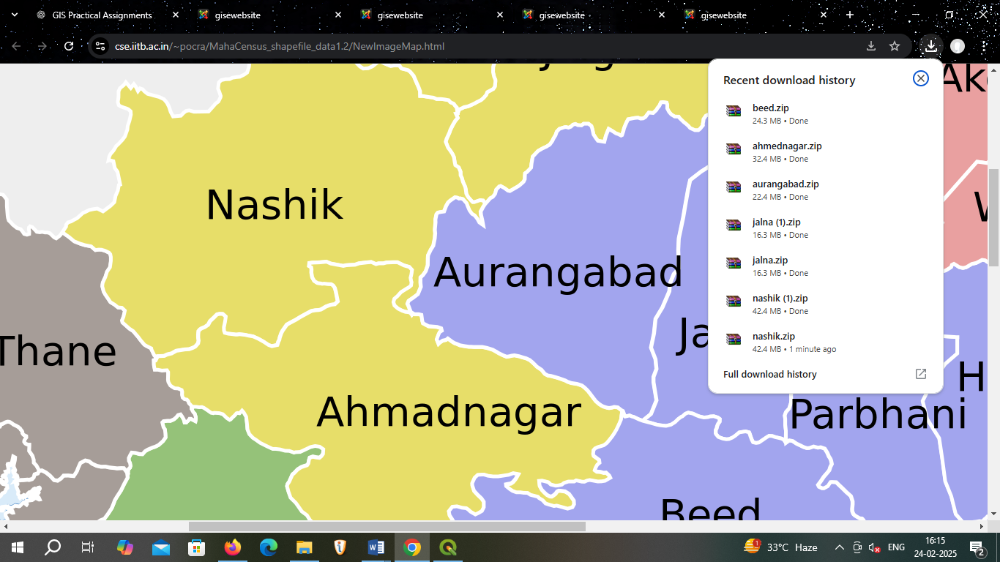 GIS Practical Assignments
gisewebsite
gisewebsite
gisewebsite
gisewebsite
cse.iitb.ac.in/~pocra/MahaCensus_shapefile_data1.2/NewImageMap.html
Recent download history
beed.zip
24.3 MB • Done
ahmednagar.zip
32.4 MB • Done
aurangabad.zip
22.4 MB • Done
jalna (1).zip
16.3 MB • Done
jalna.zip
16.3 MB • Done
nashik (1).zip
42.4 MB • Done
nashik.zip
42.4 MB • 1 minute ago
Full download history
Nashik
Aurangabad
Ja
Thane
H
Ahmadnagar
Parbhani
Beed
33°C Haze
ENG
16:15
24-02-2025
2